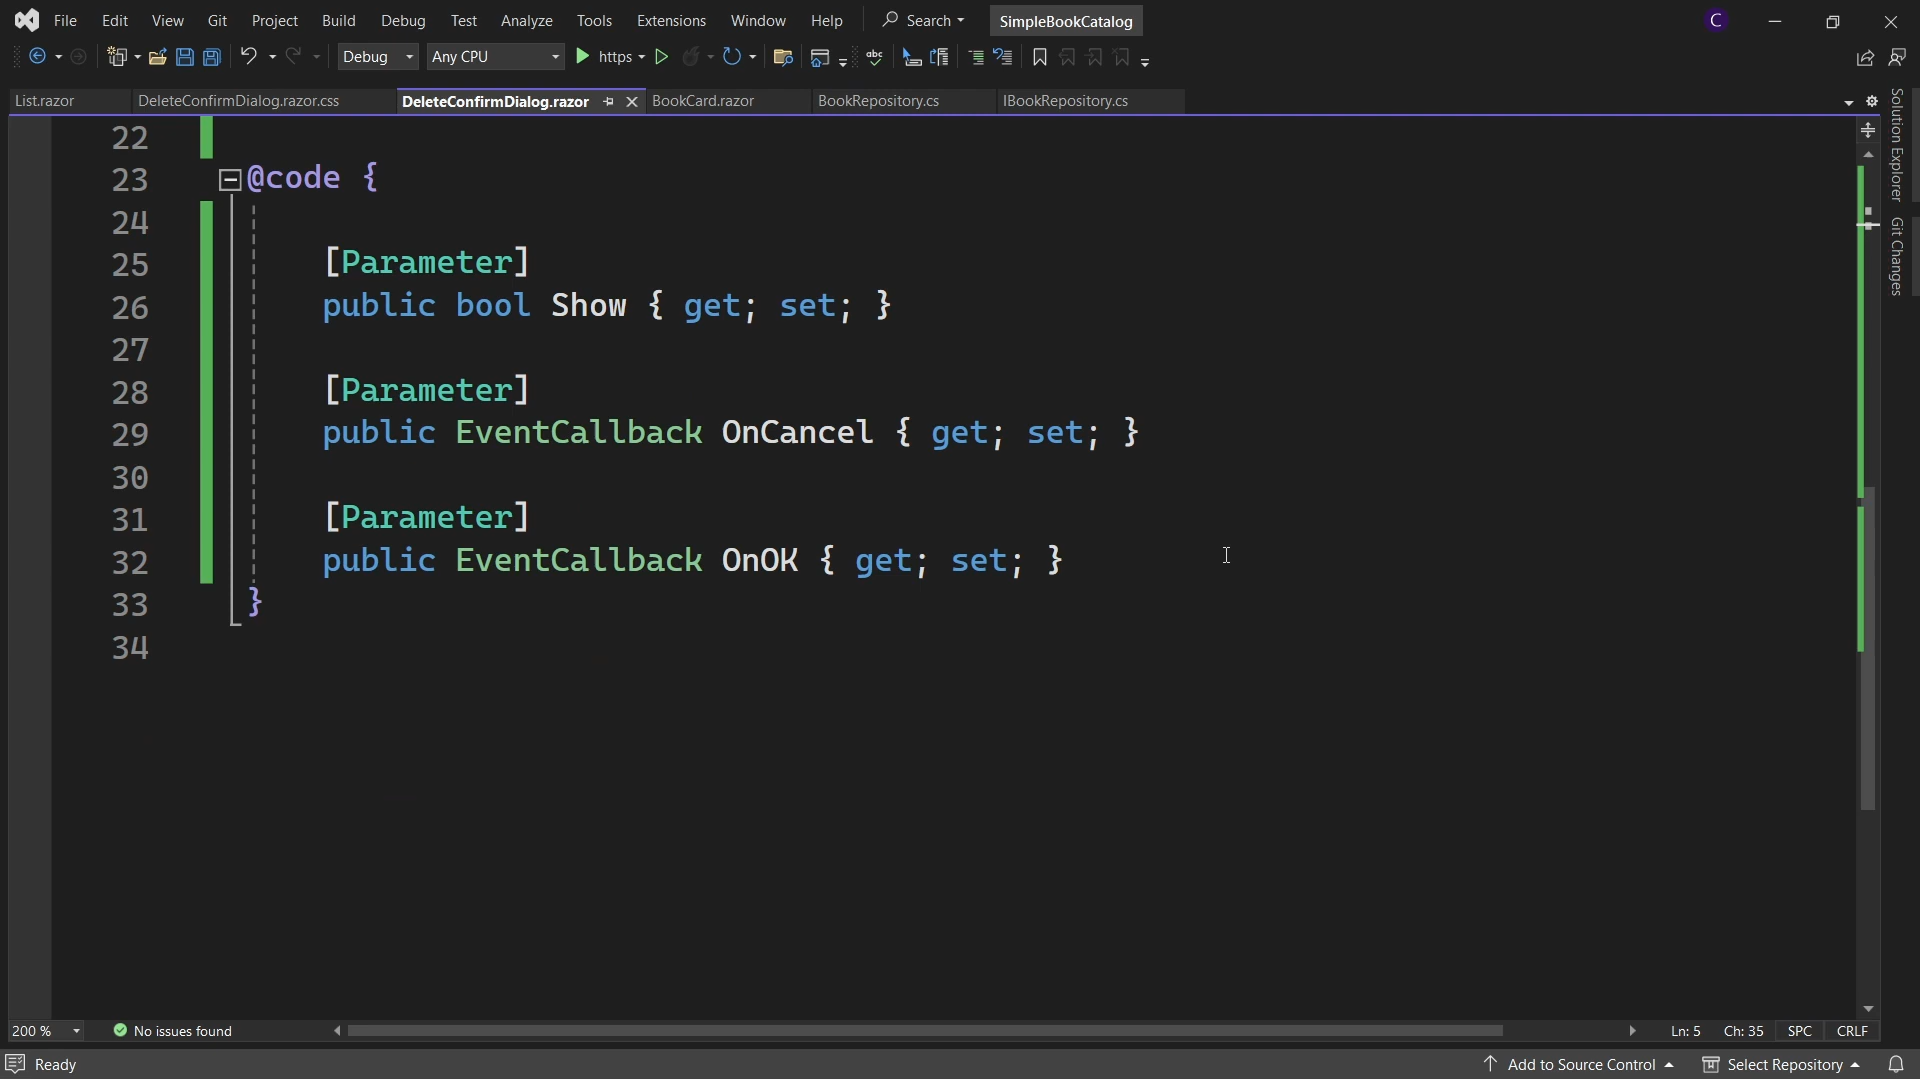 File Edit View Git Project Build Debug Test Analyze Tools Extensions Window Help Search SimpleBookCatalog C
Debug Any CPU https abc
List.razor DeleteConfirmDialog.razor.css DeleteConfirmDialog.razor BookCard.razor BookRepository.cs IBookRepository.cs
22
23 @code {
24
25 [Parameter]
26 public bool Show { get; set; }
27
28 [Parameter]
29 public EventCallback OnCancel { get; set; }
30
31 [Parameter]
32 public EventCallback OnOK { get; set; }
33 }
34
Solution Explorer
Git Changes
200 % No issues found Ln: 5 Ch: 35 SPC CRLF
Ready Add to Source Control Select Repository